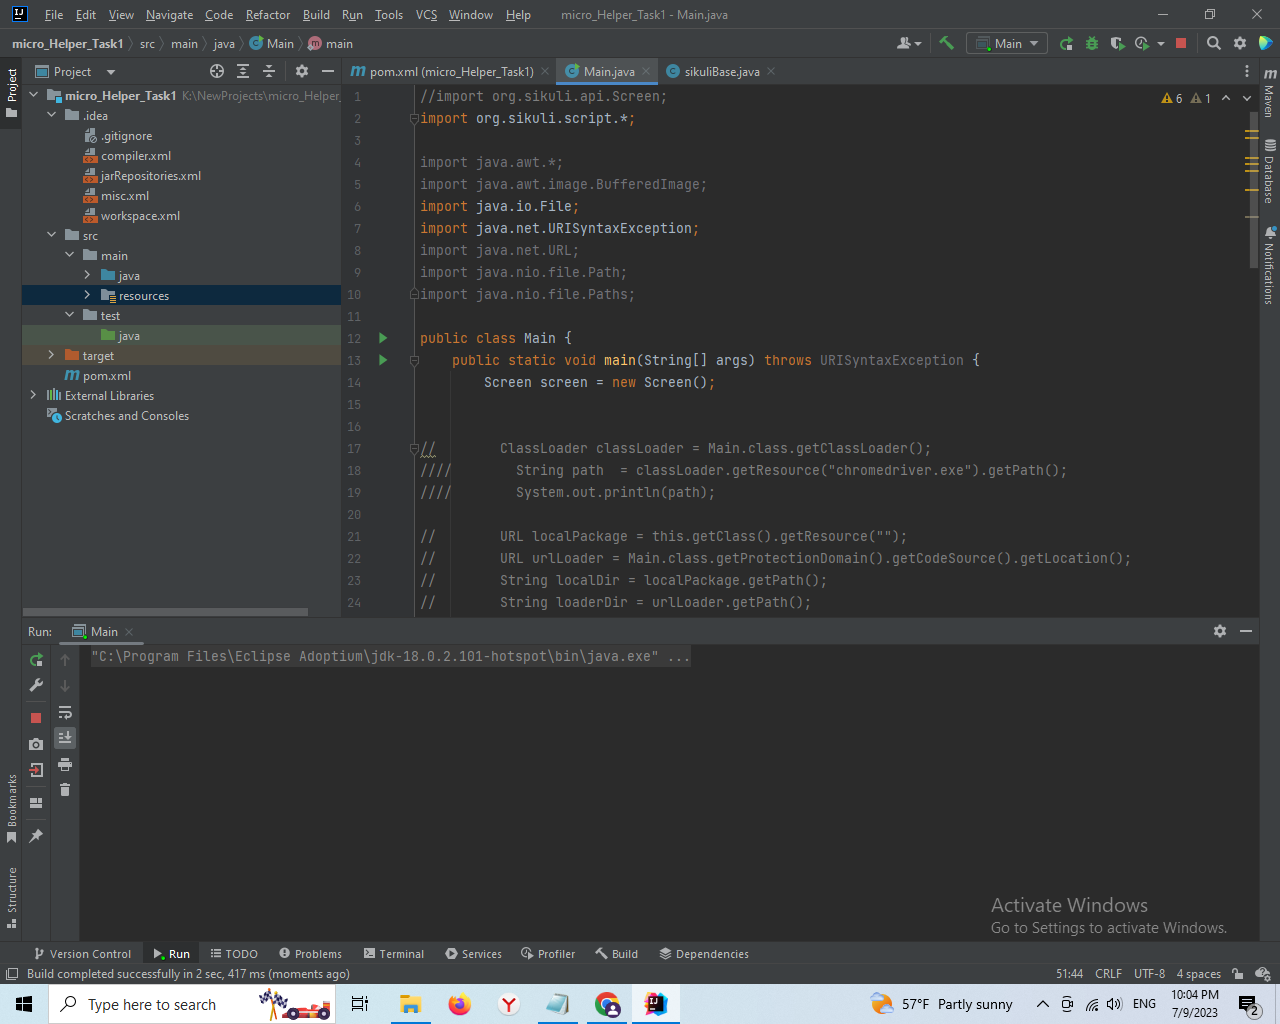 File Edit View Navigate Code Refactor Build Run Tools VCS Window Help micro_Helper_Task1 - Main.java
micro_Helper_Task1 src main java Main main Main
Project
pom.xml (micro_Helper_Task1) Main.java sikuliBase.java
Project
Maven
Database
Notifications
micro_Helper_Task1 K:\NewProjects\micro_Helper_
.idea
.gitignore
compiler.xml
jarRepositories.xml
misc.xml
workspace.xml
src
main
java
resources
test
java
target
pom.xml
External Libraries
Scratches and Consoles
6 1
1 //import org.sikuli.api.Screen;
2 import org.sikuli.script.*;
3
4 import java.awt.*;
5 import java.awt.image.BufferedImage;
6 import java.io.File;
7 import java.net.URISyntaxException;
8 import java.net.URL;
9 import java.nio.file.Path;
10 import java.nio.file.Paths;
11
12 public class Main {
13 public static void main(String[] args) throws URISyntaxException {
14 Screen screen = new Screen();
15
16
17 // ClassLoader classLoader = Main.class.getClassLoader();
18 //// String path  = classLoader.getResource("chromedriver.exe").getPath();
19 //// System.out.println(path);
20
21 // URL localPackage = this.getClass().getResource("");
22 // URL urlLoader = Main.class.getProtectionDomain().getCodeSource().getLocation();
23 // String localDir = localPackage.getPath();
24 // String loaderDir = urlLoader.getPath();
Run: Main
"C:\Program Files\Eclipse Adoptium\jdk-18.0.2.101-hotspot\bin\java.exe" ...
Bookmarks
Structure
Activate Windows
Go to Settings to activate Windows.
Version Control Run TODO Problems Terminal Services Profiler Build Dependencies
Build completed successfully in 2 sec, 417 ms (moments ago) 51:44 CRLF UTF-8 4 spaces
Type here to search 57°F Partly sunny ENG 10:04 PM
7/9/2023 2